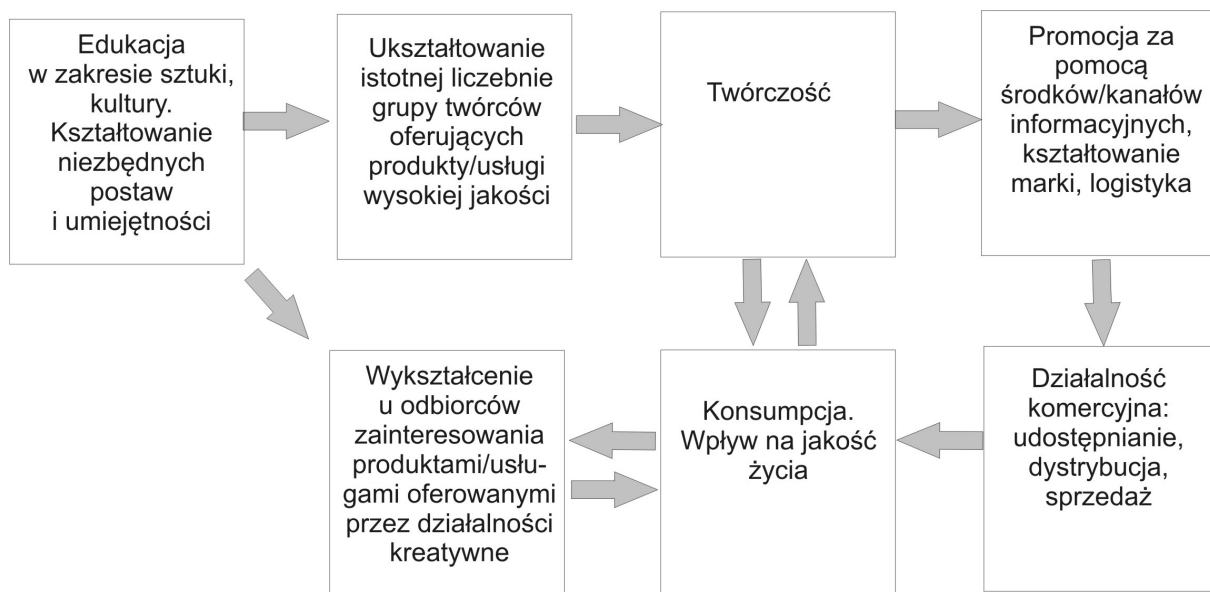 Edukacja
w zakresie sztuki,
kultury.
Kształtowanie
niezbędnych
postaw
i umiejętności
Ukształtowanie
istotnej liczebnie
grupy twórców
oferujących
produkty/usługi
wysokiej jakości
Twórczość
Promocja za
pomocą
środków/kanałów
informacyjnych,
kształtowanie
marki, logistyka
Wykształcenie
u odbiorców
zainteresowania
produktami/usłu-
gami oferowanymi
przez działalności
kreatywne
Konsumpcja.
Wpływ na jakość
życia
Działalność
komercyjna:
udostępnianie,
dystrybucja,
sprzedaż